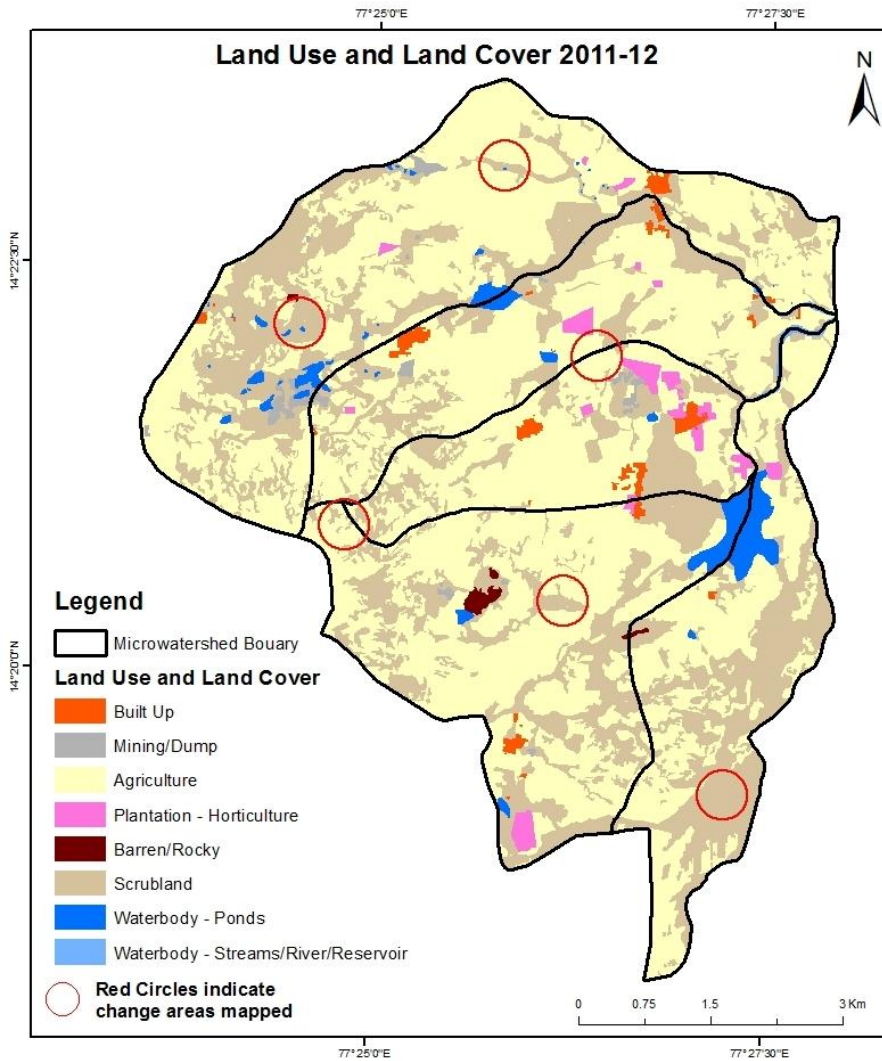 77°25'0"E
77°27'30"E
Land Use and Land Cover 2011-12
N
14°22'30"N
14°20'0"N
Legend
Microwatershed Bouary
Land Use and Land Cover
Built Up
Mining/Dump
Agriculture
Plantation - Horticulture
Barren/Rocky
Scrubland
Waterbody - Ponds
Waterbody - Streams/River/Reservoir
Red Circles indicate
change areas mapped
0 0.75 1.5 3 Km
77°25'0"E
77°27'30"E